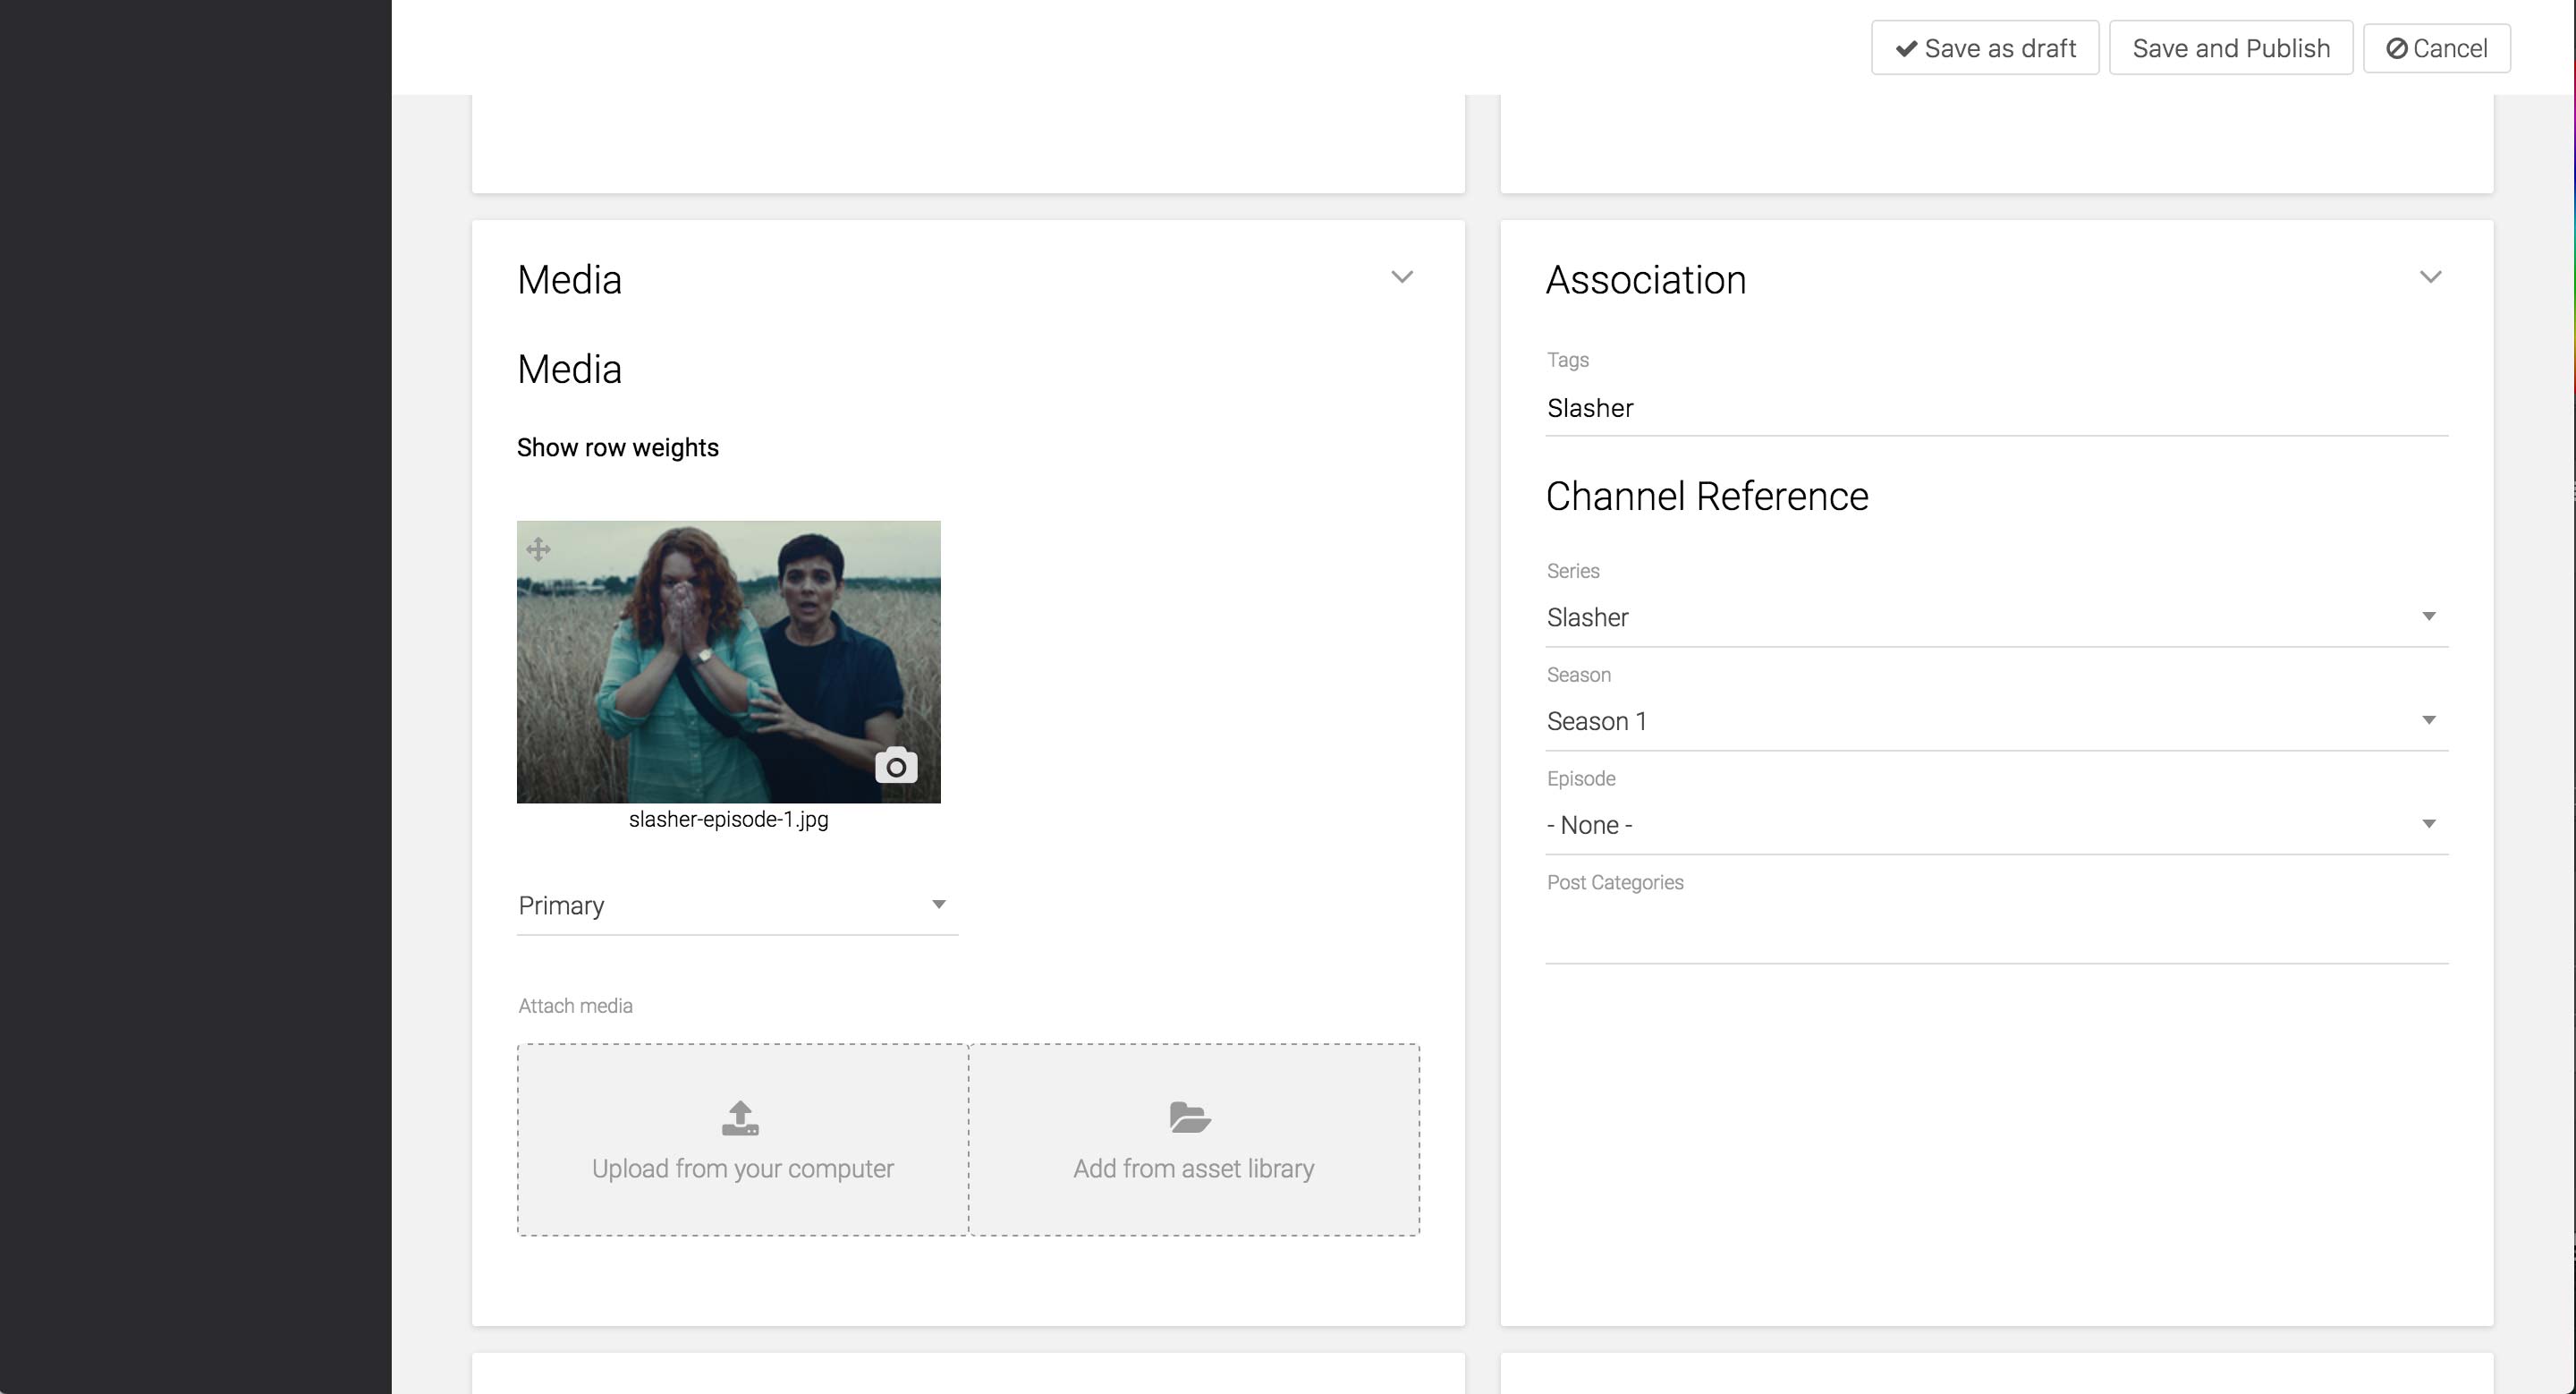 Save as draft
Save and Publish
Cancel
Media
Media
Show row weights
slasher-episode-1.jpg
Primary
Attach media
Upload from your computer
Add from asset library
Association
Tags
Slasher
Channel Reference
Series
Slasher
Season
Season 1
Episode
- None -
Post Categories